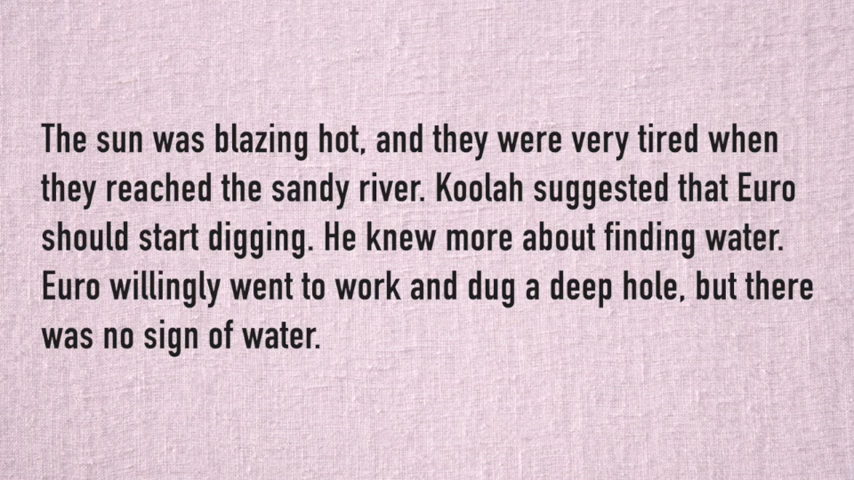 The sun was blazing hot, and they were very tired when
they reached the sandy river. Koolah suggested that Euro
should start digging. He knew more about finding water.
Euro willingly went to work and dug a deep hole, but there
was no sign of water.